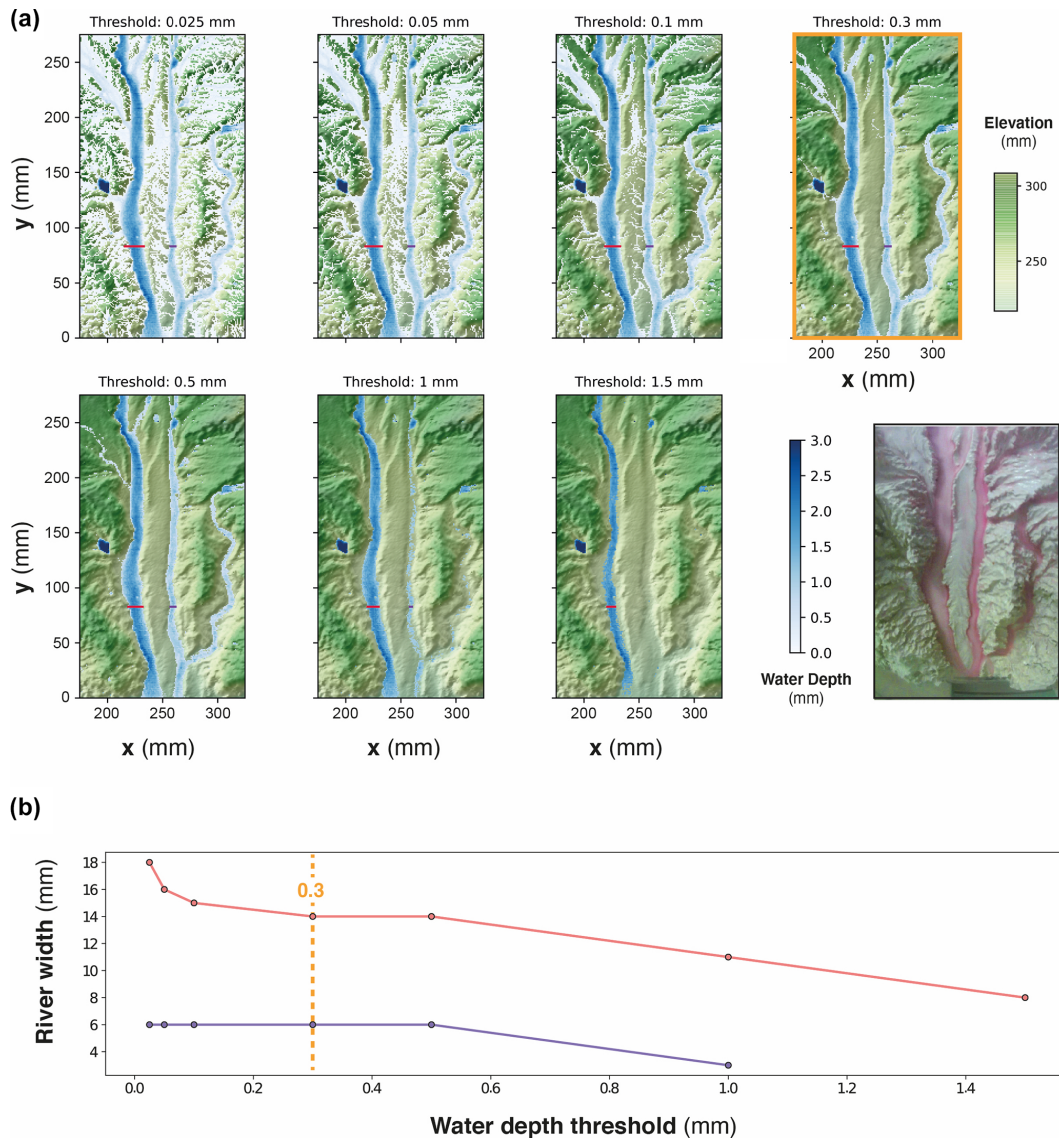 (a)
Threshold: 0.025 mm
Threshold: 0.05 mm
Threshold: 0.1 mm
Threshold: 0.3 mm
y (mm)
250
200
150
100
50
0
200
250
300
x (mm)
Elevation
(mm)
300
250
Threshold: 0.5 mm
Threshold: 1 mm
Threshold: 1.5 mm
y (mm)
250
200
150
100
50
0
200
250
300
x (mm)
200
250
300
200
250
300
x (mm)
3.0
2.5
2.0
1.5
1.0
0.5
0.0
Water Depth
(mm)
(b)
River width (mm)
18
16
14
12
10
8
6
4
0.3
0.0
0.2
0.4
0.6
0.8
1.0
1.2
1.4
Water depth threshold (mm)